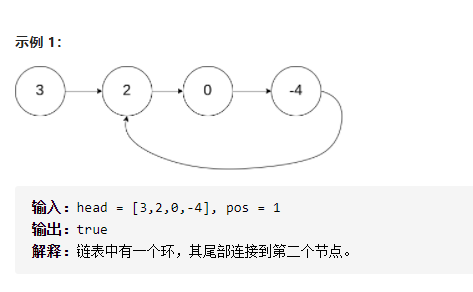 示例 1：
3 2 0 -4
输入：head = [3,2,0,-4], pos = 1
输出：true
解释：链表中有一个环，其尾部连接到第二个节点。